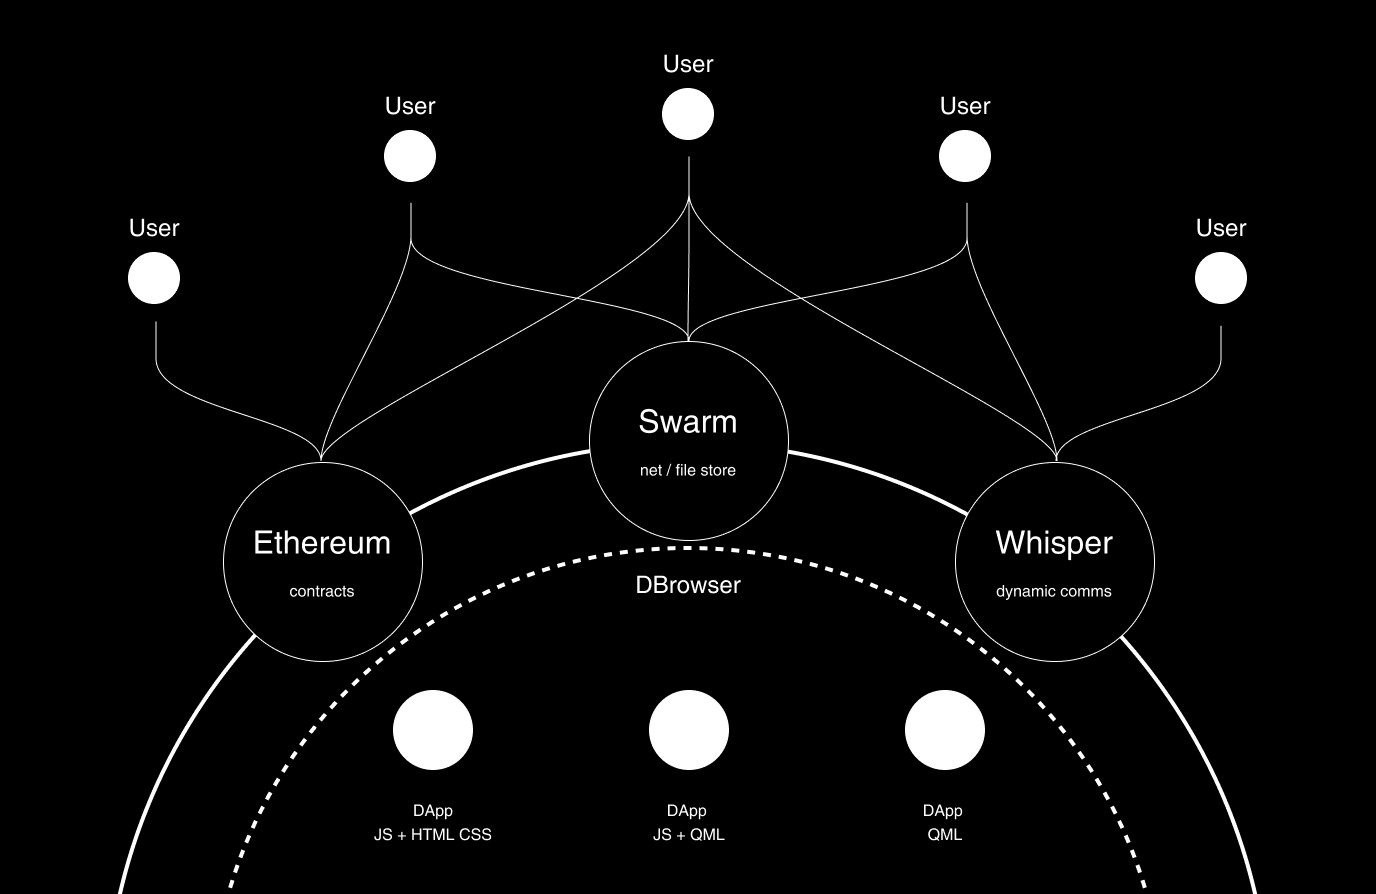 User
User
User
User
User
Swarm
net / file store
Ethereum
contracts
Whisper
dynamic comms
DBrowser
DApp
JS + HTML CSS
DApp
JS + QML
DApp
QML